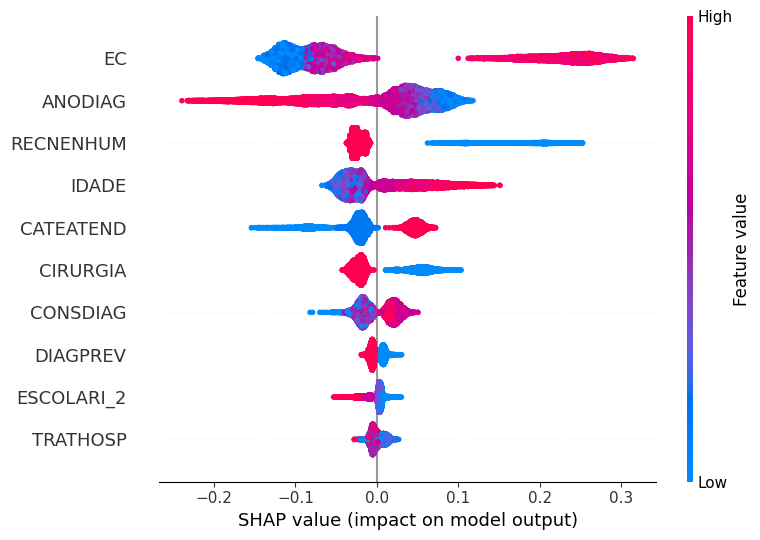 High
EC
ANODIAG
RECNENHUM
IDADE
CATEATEND
CIRURGIA
CONSDIAG
DIAGPREV
ESCOLARI_2
TRATHOSP
Feature value
Low
−0.2 −0.1 0.0 0.1 0.2 0.3
SHAP value (impact on model output)